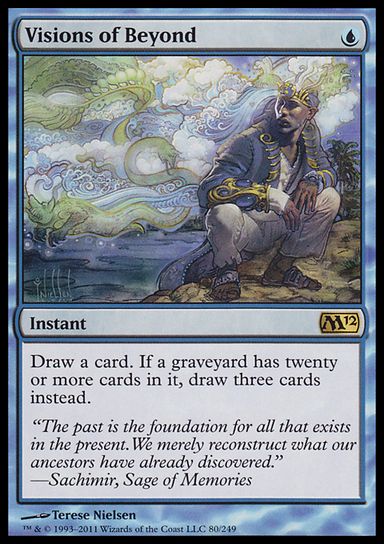 Visions of Beyond
Instant
M12
Draw a card. If a graveyard has twenty
or more cards in it, draw three cards
instead.
“The past is the foundation for all that exists
in the present. We merely reconstruct what our
ancestors have already discovered.”
—Sachimir, Sage of Memories
Terese Nielsen
™ & © 1993–2011 Wizards of the Coast LLC 80/249